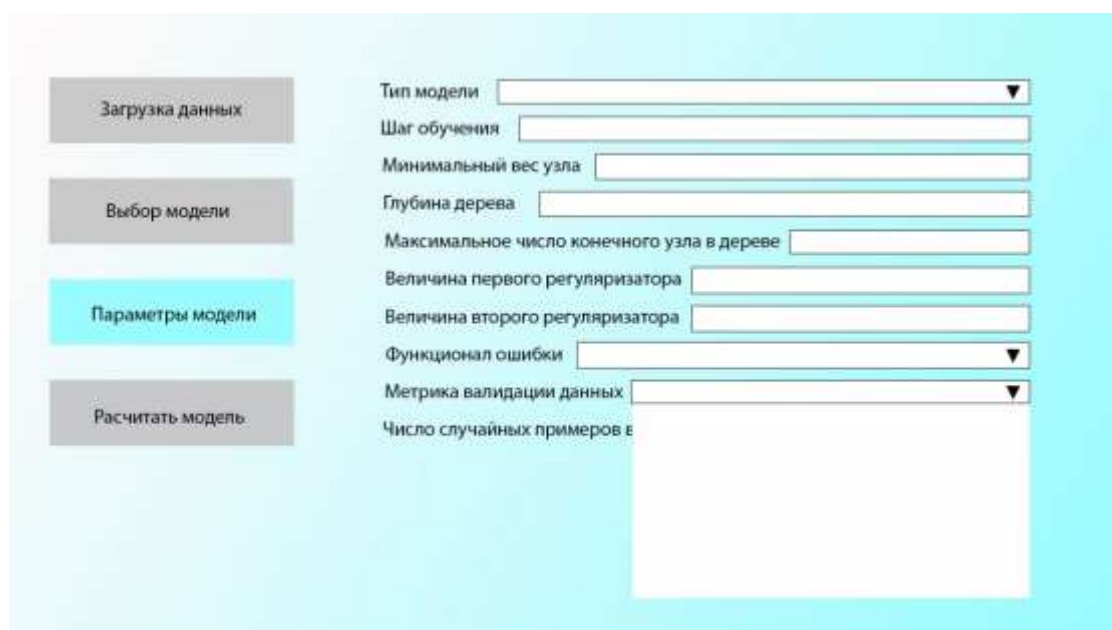 Загрузка данных
Выбор модели
Параметры модели
Расчитать модель
Тип модели
Шаг обучения
Минимальный вес узла
Глубина дерева
Максимальное число конечного узла в дереве
Величина первого регуляризатора
Величина второго регуляризатора
Функционал ошибки
Метрика валидации данных
Число случайных примеров в